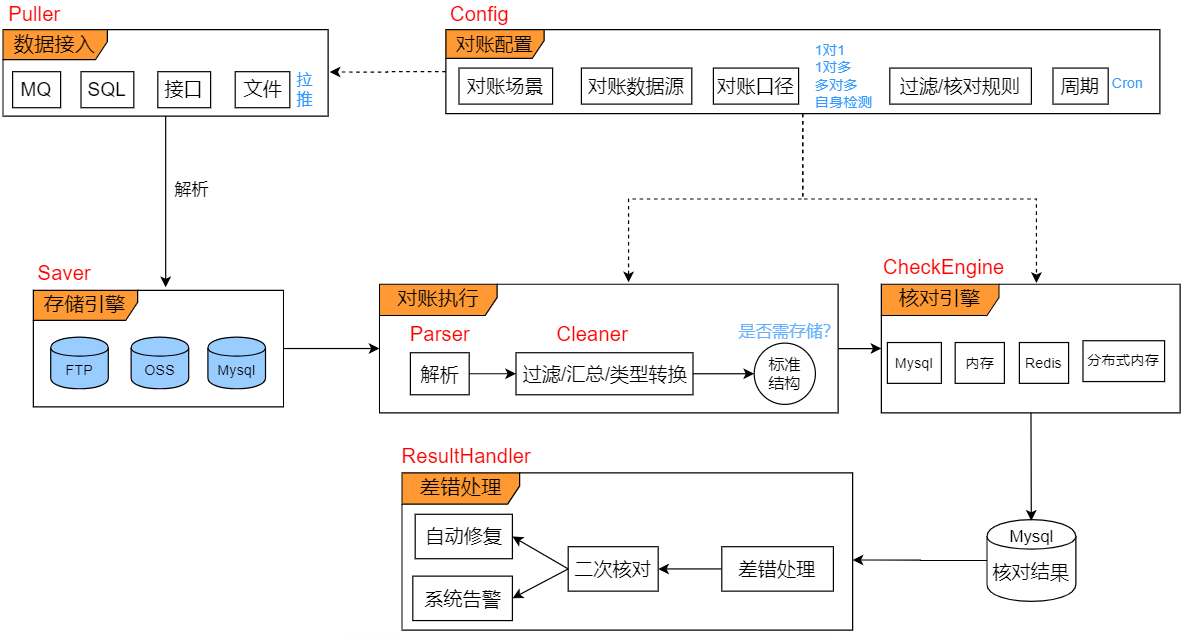 Puller
数据接入
MQ
SQL
接口
文件
拉
推
Config
对账配置
对账场景
对账数据源
对账口径
1对1
1对多
多对多
自身检测
过滤/核对规则
周期
Cron
解析
Saver
存储引擎
FTP
OSS
Mysql
对账执行
Parser
解析
Cleaner
过滤/汇总/类型转换
是否需存储?
标准
结构
CheckEngine
核对引擎
Mysql
内存
Redis
分布式内存
ResultHandler
差错处理
自动修复
系统告警
二次核对
差错处理
Mysql
核对结果